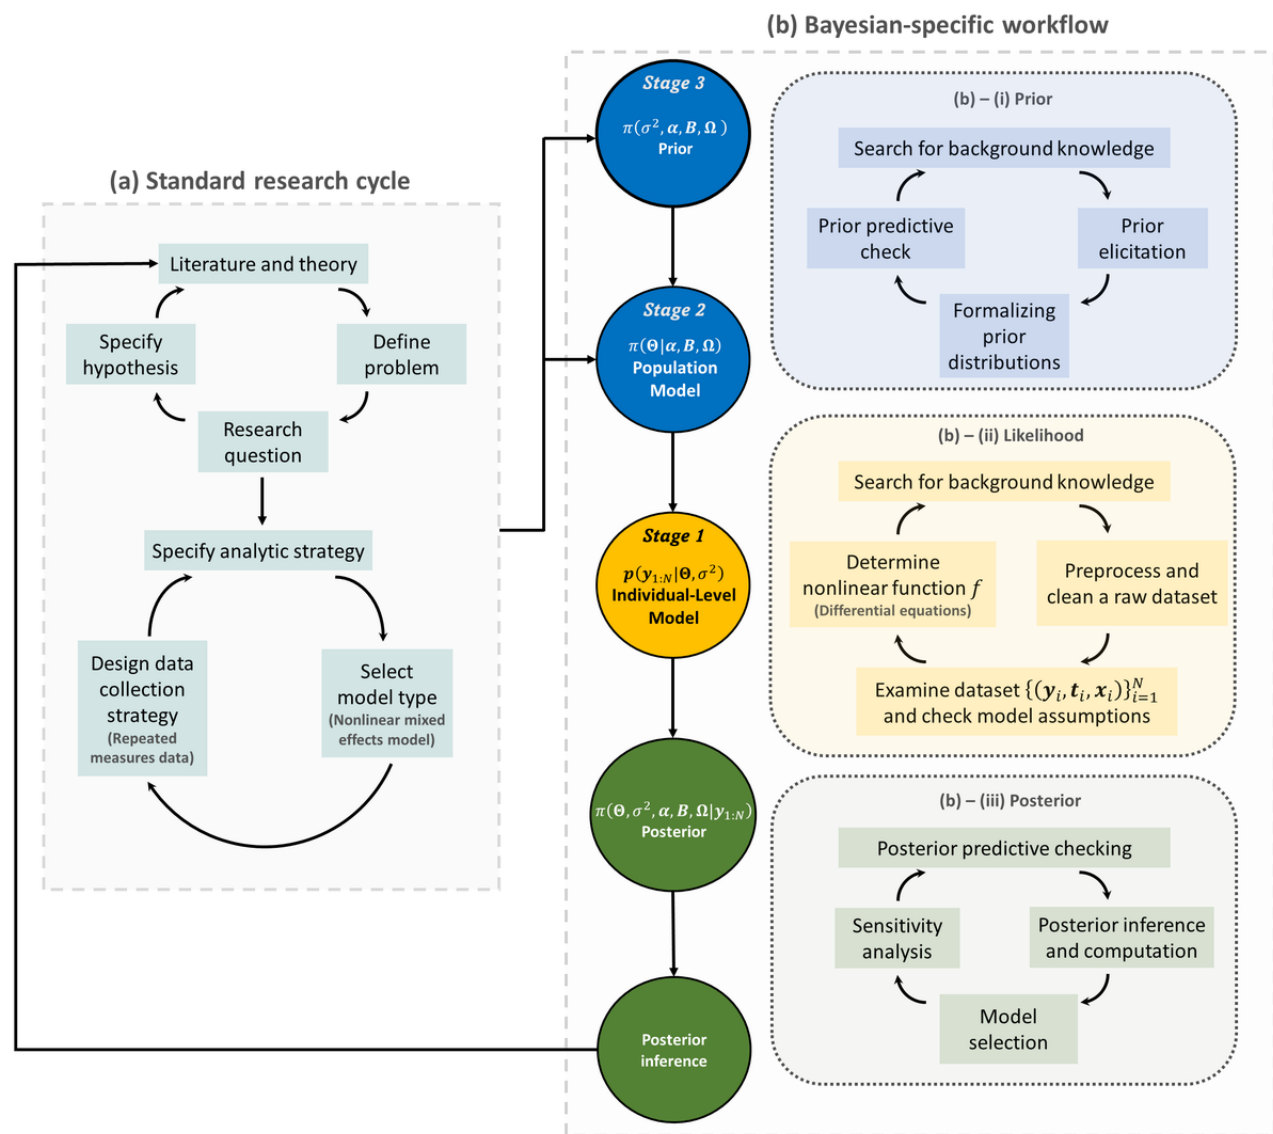 (b) Bayesian-specific workflow
(a) Standard research cycle
Literature and theory
Specify
hypothesis
Define
problem
Research
question
Specify analytic strategy
Design data
collection
strategy
(Repeated
measures data)
Select
model type
(Nonlinear mixed
effects model)
Stage 3
π(σ², α, B, Ω )
Prior
Stage 2
π(Θ|α, B, Ω)
Population
Model
Stage 1
p(y₁:N|Θ, σ²)
Individual-Level
Model
π(Θ, σ², α, B, Ω|y₁:N)
Posterior
Posterior
inference
(b) – (i) Prior
Search for background knowledge
Prior predictive
check
Prior
elicitation
Formalizing
prior
distributions
(b) – (ii) Likelihood
Search for background knowledge
Determine
nonlinear function f
(Differential equations)
Preprocess and
clean a raw dataset
Examine dataset {(yᵢ, tᵢ, xᵢ)}ᵢ₌₁ᴺ
and check model assumptions
(b) – (iii) Posterior
Posterior predictive checking
Sensitivity
analysis
Posterior inference
and computation
Model
selection